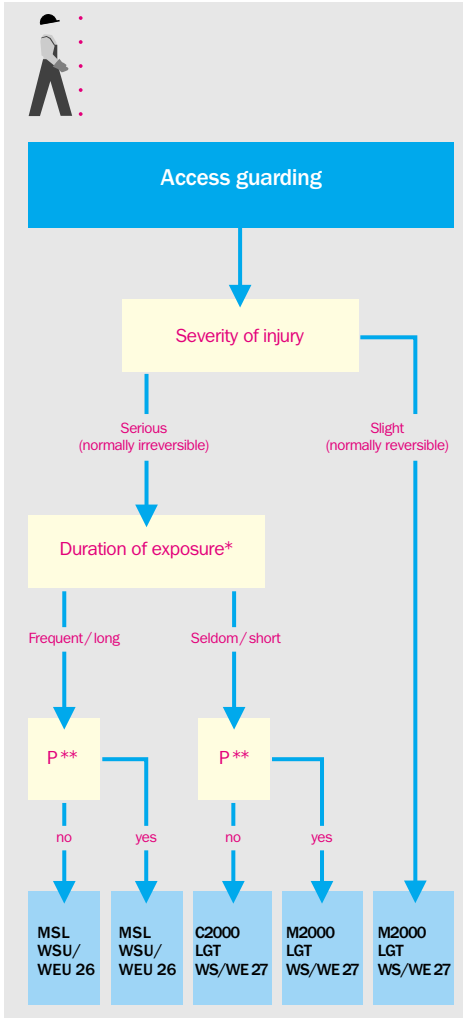 Access guarding
Severity of injury
Serious
(normally irreversible)
Slight
(normally reversible)
Duration of exposure*
Frequent/long
Seldom/short
P**
P**
no
yes
no
yes
MSL
WSU/
WEU 26
MSL
WSU/
WEU 26
C2000
LGT
WS/WE 27
M2000
LGT
WS/WE 27
M2000
LGT
WS/WE 27